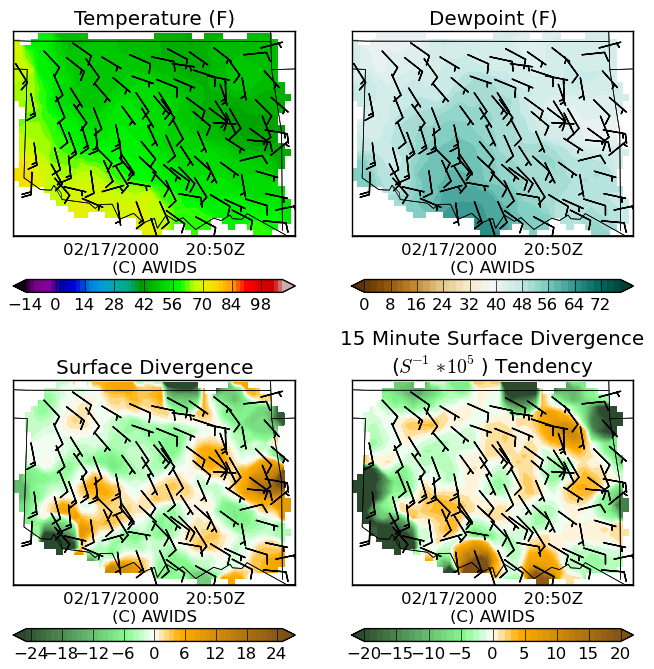 Temperature (F)
Dewpoint (F)
02/17/2000 20:50Z
(C) AWIDS
−14 0 14 28 42 56 70 84 98
02/17/2000 20:50Z
(C) AWIDS
0 8 16 24 32 40 48 56 64 72
Surface Divergence
15 Minute Surface Divergence
(S^{-1} *10^5 ) Tendency
02/17/2000 20:50Z
(C) AWIDS
−24−18−12 −6 0 6 12 18 24
02/17/2000 20:50Z
(C) AWIDS
−20−15−10 −5 0 5 10 15 20